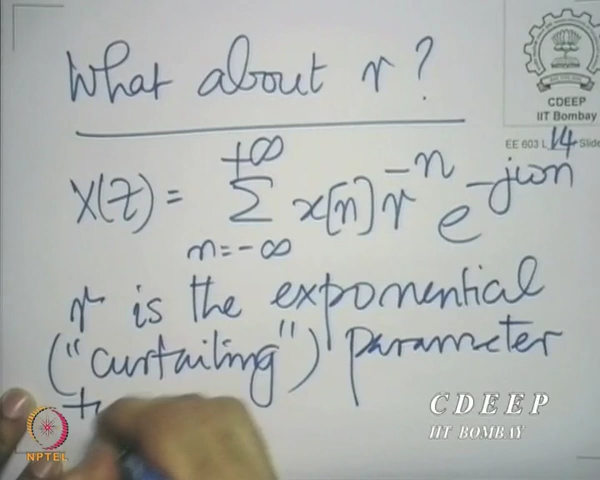 What about r?
CDEEP
IIT Bombay
EE 603 L 14 Slide
X(Z) = +∞ Σ n=-∞ x[n] r^-n e^-jωn
r is the exponential
("curtailing") parameter
CDEEP
IIT BOMBAY
NPTEL